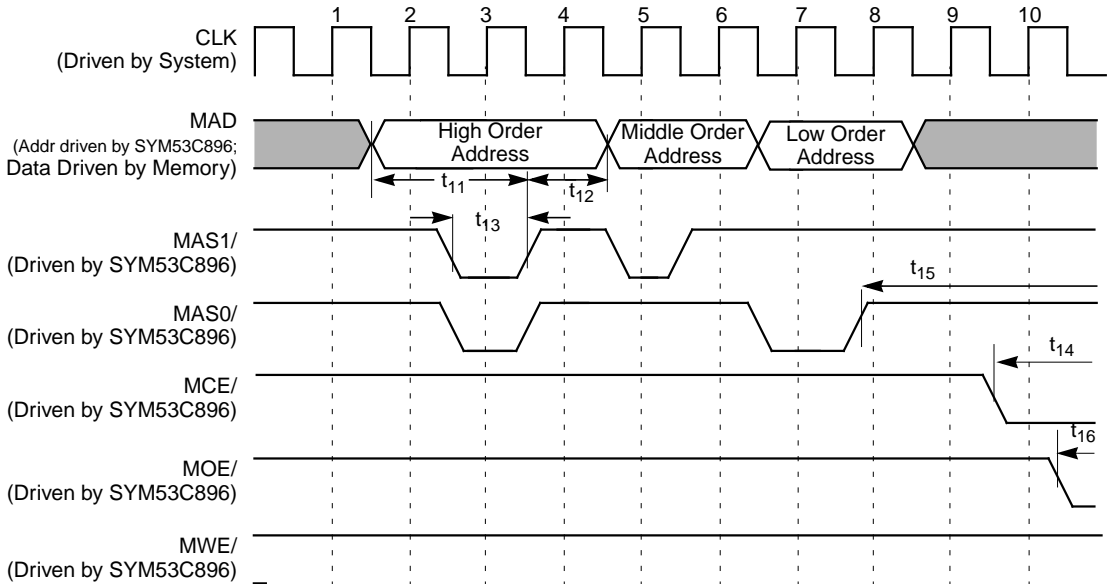 1 2 3 4 5 6 7 8 9 10
CLK
(Driven by System)
MAD
(Addr driven by SYM53C896;
Data Driven by Memory)
High Order
Address
Middle Order
Address
Low Order
Address
t11
t12
t13
MAS1/
(Driven by SYM53C896)
t15
MAS0/
(Driven by SYM53C896)
t14
MCE/
(Driven by SYM53C896)
t16
MOE/
(Driven by SYM53C896)
MWE/
(Driven by SYM53C896)